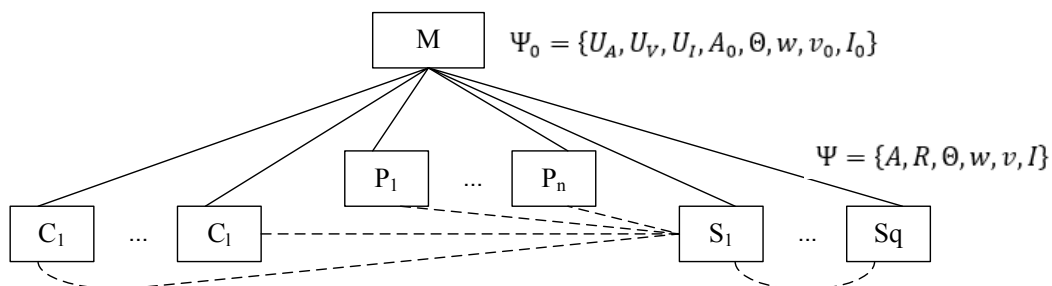 M
Ψ₀ = {U_A, U_V, U_I, A₀, Θ, w, v₀, I₀}
Ψ = {A, R, Θ, w, v, I}
P₁ ... Pₙ
C₁ ... Cₗ S₁ ... Sq